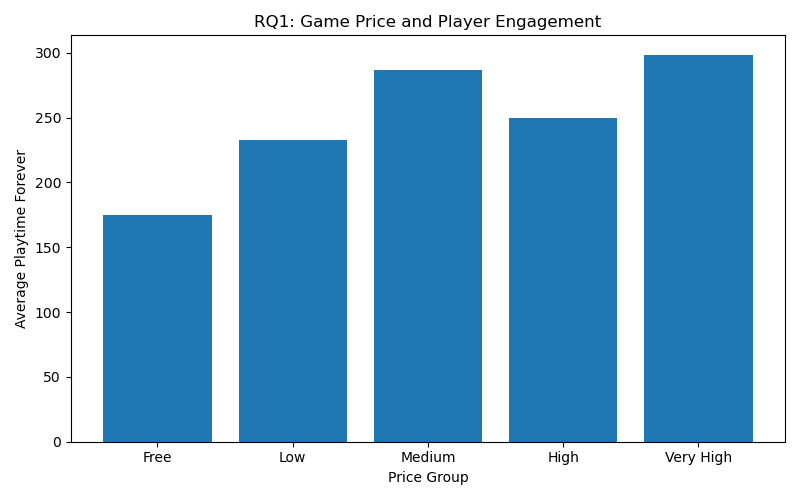 RQ1: Game Price and Player Engagement
Average Playtime Forever
300
250
200
150
100
50
0
Free Low Medium High Very High
Price Group